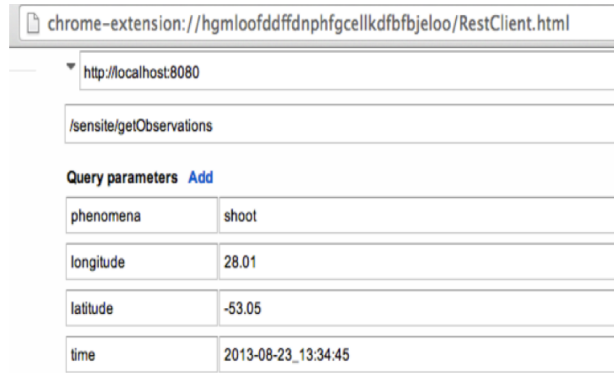 chrome-extension://hgmloofddffdnphfgcellkdfbfbjeloo/RestClient.html
http://localhost:8080
/sensite/getObservations
Query parameters Add
phenomena shoot
longitude 28.01
latitude -53.05
time 2013-08-23_13:34:45